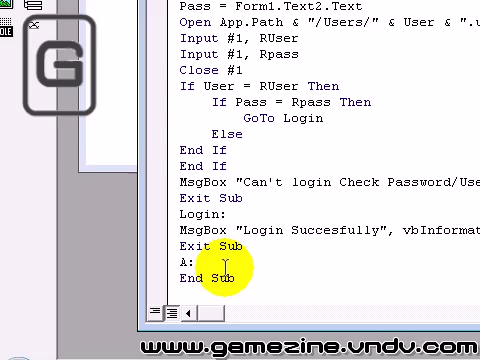 Pass = Form1.Text2.Text
Open App.Path & "/Users/" & User & ".u
Input #1, RUser
Input #1, Rpass
Close #1
If User = RUser Then
If Pass = Rpass Then
GoTo Login
Else
End If
End If
MsgBox "Can't login Check Password/Use
Exit Sub
Login:
MsgBox "Login Succesfully", vbInformat
Exit Sub
A:
End Sub
G
www.gamezine.vndv.com